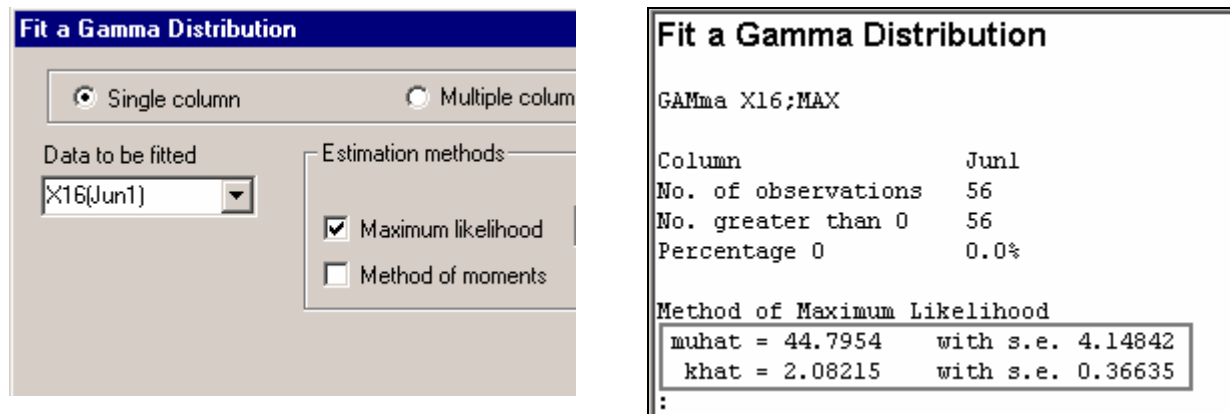 Fit a Gamma Distribution
Single column
Multiple colum
Data to be fitted
X16(Jun1)
Estimation methods
Maximum likelihood
Method of moments
Fit a Gamma Distribution
GAMma X16;MAX
Column Jun1
No. of observations 56
No. greater than 0 56
Percentage 0 0.0%
Method of Maximum Likelihood
muhat = 44.7954 with s.e. 4.14842
khat = 2.08215 with s.e. 0.36635
: